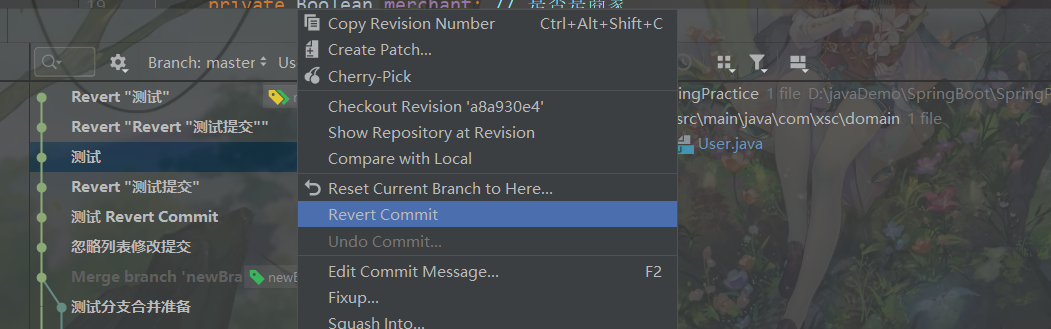 19 private Boolean merchant; // 是否是商家
Copy Revision Number Ctrl+Alt+Shift+C
Create Patch...
Branch: master Us
Cherry-Pick
Revert "测试"
ingPractice 1 file D:\javaDemo\SpringBoot\SpringP
Checkout Revision 'a8a930e4'
Revert "Revert "测试提交""
src\main\java\com\xsc\domain 1 file
Show Repository at Revision
测试
User.java
Compare with Local
Revert "测试提交"
Reset Current Branch to Here...
测试 Revert Commit
Revert Commit
忽略列表修改提交
Undo Commit...
Merge branch 'newBra newB
Edit Commit Message... F2
测试分支合并准备
Fixup...
Squash Into...